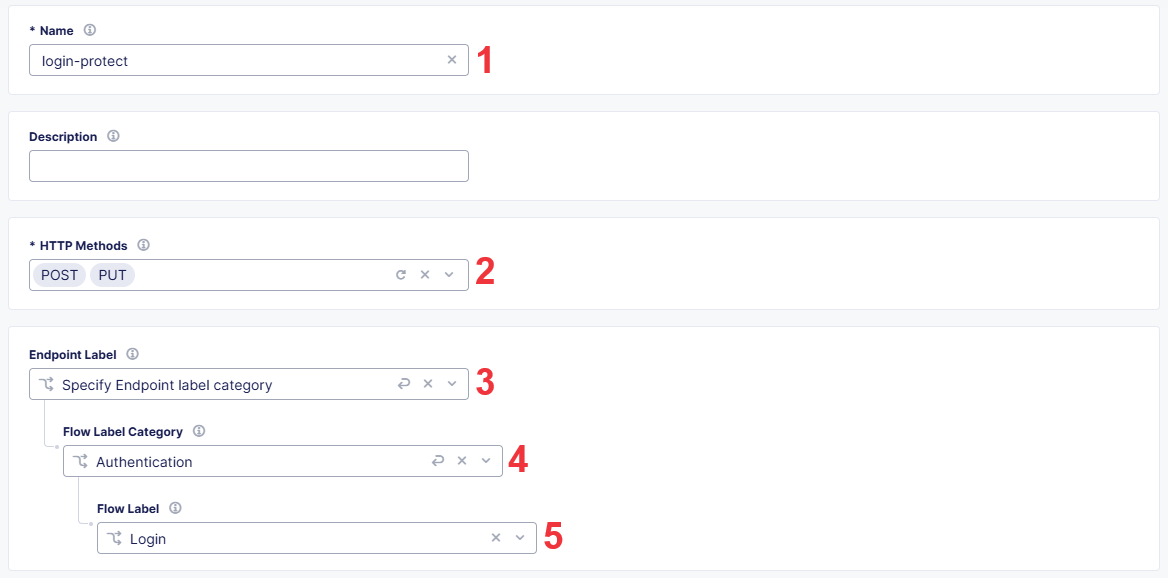 * Name
login-protect
1
Description
* HTTP Methods
POST PUT
2
Endpoint Label
Specify Endpoint label category
3
Flow Label Category
Authentication
4
Flow Label
Login
5